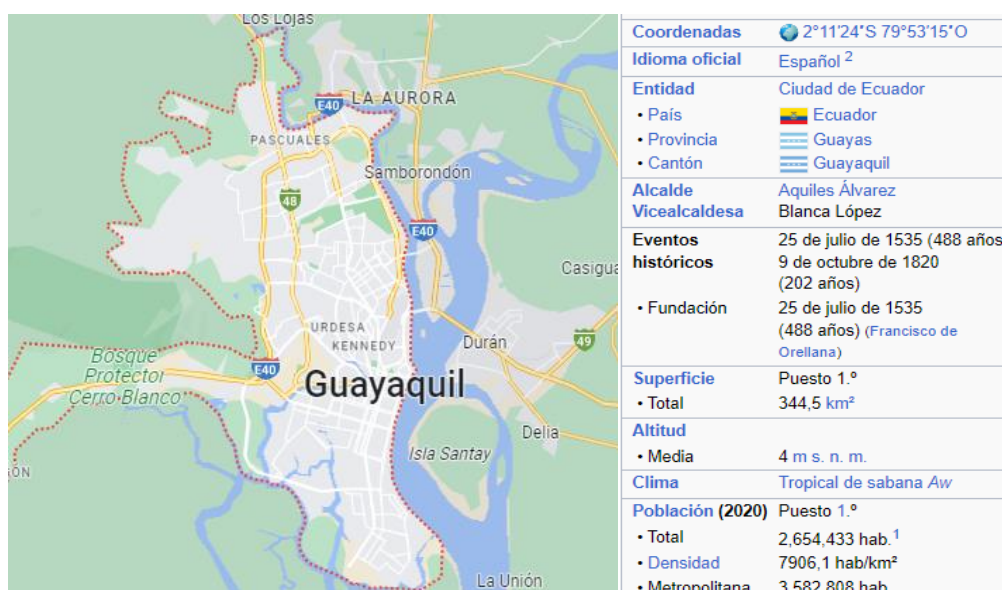 Los Lojas
E40
LA AURORA
PASCUALES
Samborondón
48
E40
URDESA
KENNEDY
Durán
49
Bosque
Protector
Cerro Blanco
E40
Guayaquil
Delia
Isla Santay
La Unión
Coordenadas 2°11'24"S 79°53'15"O
Idioma oficial Español 2
Entidad Ciudad de Ecuador
• País Ecuador
• Provincia Guayas
• Cantón Guayaquil
Alcalde Aquiles Álvarez
Vicealcaldesa Blanca López
Eventos 25 de julio de 1535 (488 años
históricos 9 de octubre de 1820
(202 años)
• Fundación 25 de julio de 1535
(488 años) (Francisco de
Orellana)
Superficie Puesto 1.º
• Total 344,5 km²
Altitud
• Media 4 m s. n. m.
Clima Tropical de sabana Aw
Población (2020) Puesto 1.º
• Total 2,654,433 hab.1
• Densidad 7906,1 hab/km²
• Metropolitana 3.582.808 hab